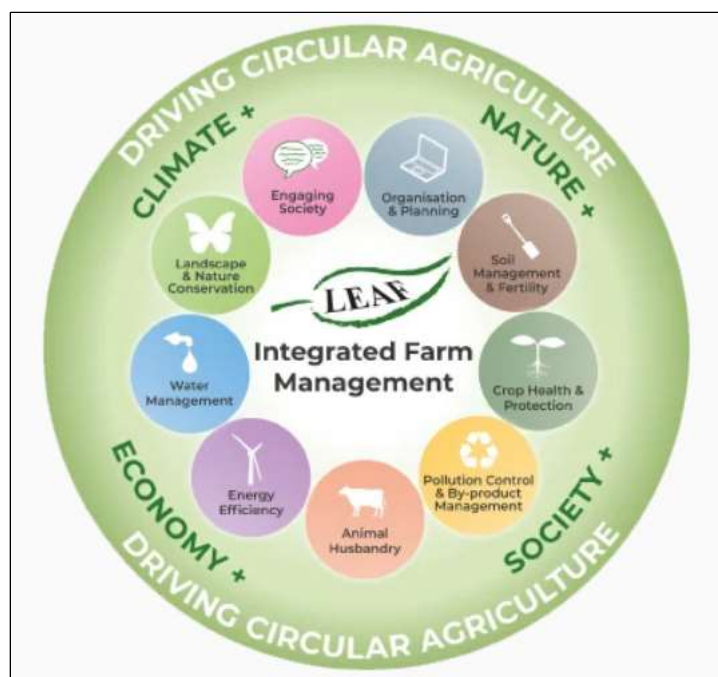 DRIVING CIRCULAR AGRICULTURE
CLIMATE +
NATURE +
Engaging
Society
Organisation
& Planning
Landscape
& Nature
Conservation
Soil
Management
& Fertility
LEAF
Integrated Farm
Management
Water
Management
Crop Health &
Protection
Energy
Efficiency
Pollution Control
& By-product
Management
Animal
Husbandry
ECONOMY +
SOCIETY +
DRIVING CIRCULAR AGRICULTURE